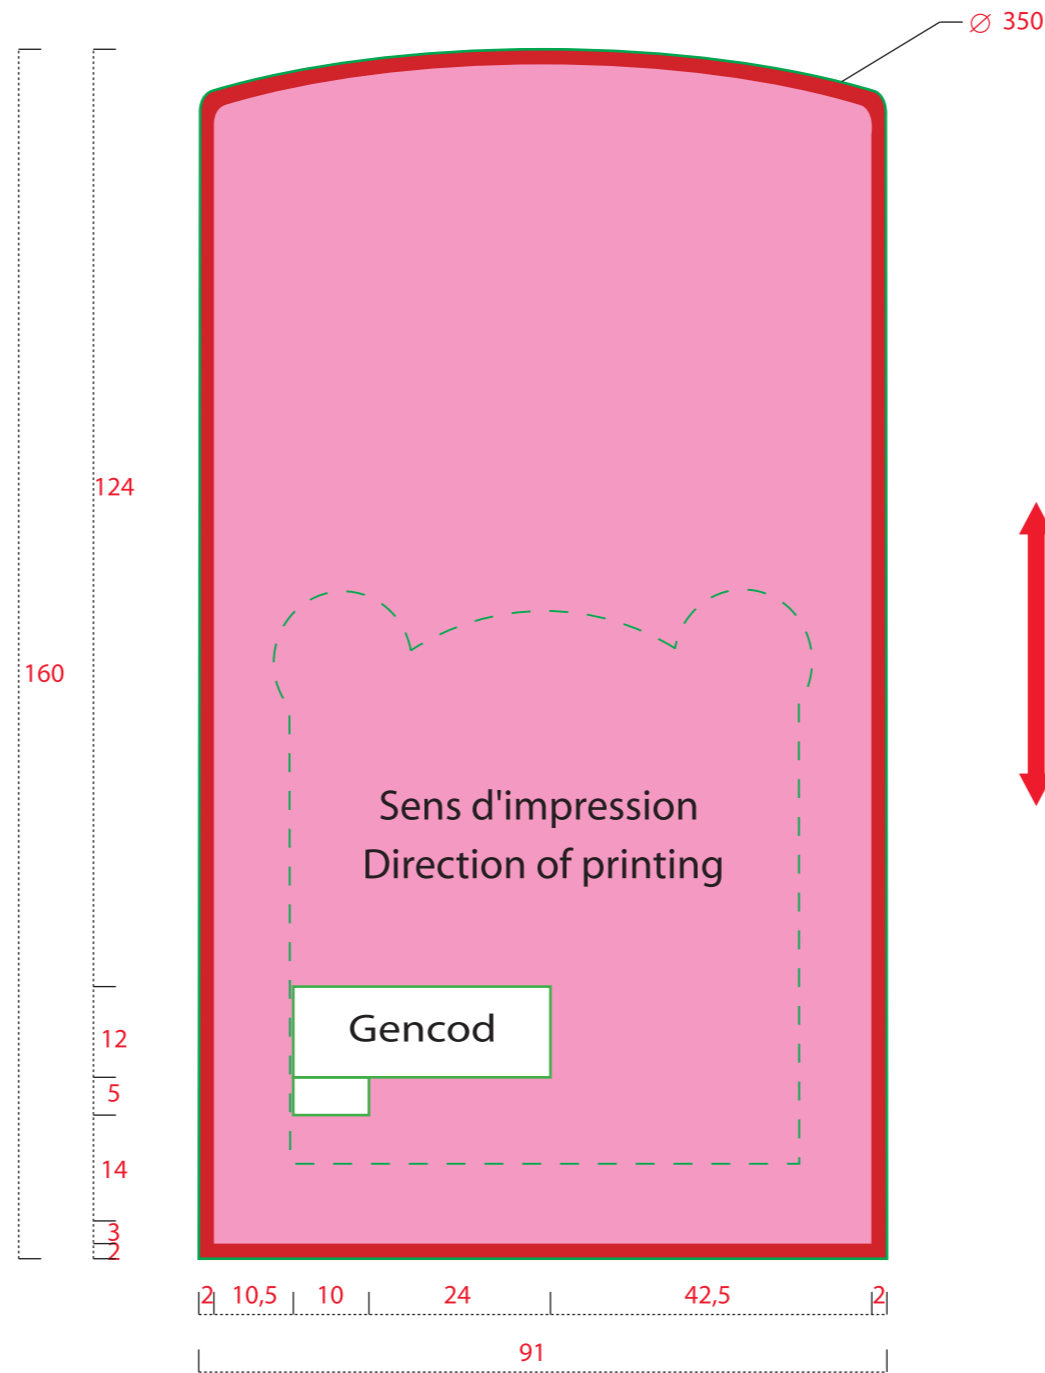 ∅ 350
124
160
Sens d'impression
Direction of printing
Gencod
12
5
14
3
2
2 10,5 10 24 42,5 2
91